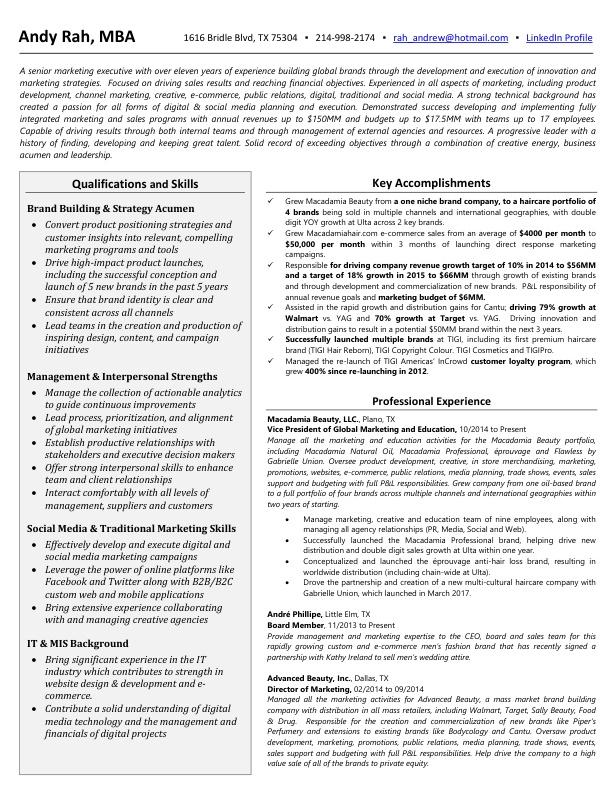 Andy Rah, MBA
1616 Bridle Blvd, TX 75304 ▪ 214-998-2174 ▪ rah_andrew@hotmail.com ▪ LinkedIn Profile
A senior marketing executive with over eleven years of experience building global brands through the development and execution of innovation and
marketing strategies. Focused on driving sales results and reaching financial objectives. Experienced in all aspects of marketing, including product
development, channel marketing, creative, e-commerce, public relations, digital, traditional and social media. A strong technical background has
created a passion for all forms of digital & social media planning and execution. Demonstrated success developing and implementing fully
integrated marketing and sales programs with annual revenues up to $150MM and budgets up to $17.5MM with teams up to 17 employees.
Capable of driving results through both internal teams and through management of external agencies and resources. A progressive leader with a
history of finding, developing and keeping great talent. Solid record of exceeding objectives through a combination of creative energy, business
acumen and leadership.
Qualifications and Skills
Brand Building & Strategy Acumen
• Convert product positioning strategies and
customer insights into relevant, compelling
marketing programs and tools
• Drive high-impact product launches,
including the successful conception and
launch of 5 new brands in the past 5 years
• Ensure that brand identity is clear and
consistent across all channels
• Lead teams in the creation and production of
inspiring design, content, and campaign
initiatives
Management & Interpersonal Strengths
• Manage the collection of actionable analytics
to guide continuous improvements
• Lead process, prioritization, and alignment
of global marketing initiatives
• Establish productive relationships with
stakeholders and executive decision makers
• Offer strong interpersonal skills to enhance
team and client relationships
• Interact comfortably with all levels of
management, suppliers and customers
Social Media & Traditional Marketing Skills
• Effectively develop and execute digital and
social media marketing campaigns
• Leverage the power of online platforms like
Facebook and Twitter along with B2B/B2C
custom web and mobile applications
• Bring extensive experience collaborating
with and managing creative agencies
IT & MIS Background
• Bring significant experience in the IT
industry which contributes to strength in
website design & development and e-
commerce.
• Contribute a solid understanding of digital
media technology and the management and
financials of digital projects
Key Accomplishments
✓ Grew Macadamia Beauty from a one niche brand company, to a haircare portfolio of
4 brands being sold in multiple channels and international geographies, with double
digit YOY growth at Ulta across 2 key brands.
✓ Grew Macadamiahair.com e-commerce sales from an average of $4000 per month to
$50,000 per month within 3 months of launching direct response marketing
campaigns.
✓ Responsible for driving company revenue growth target of 10% in 2014 to $56MM
and a target of 18% in 2015 to $66MM through growth of existing brands
and through development and commercialization of new brands. P&L responsibility of
annual revenue goals and marketing budget of $6MM.
✓ Assisted in the rapid growth and distribution gains for Cantu; driving 79% growth at
Walmart vs. YAG and 70% growth at Target vs. YAG. Driving innovation and
distribution gains to result in a potential $50MM brand within the next 3 years.
✓ Successfully launched multiple brands at TIGI, including its first premium haircare
brand (TIGI Hair Reborn), TIGI Copyright Colour. TIGI Cosmetics and TIGIPro.
✓ Managed the re-launch of TIGI Americas' InCrowd customer loyalty program, which
grew 400% since re-launching in 2012.
Professional Experience
Macadamia Beauty, LLC., Plano, TX
Vice President of Global Marketing and Education, 10/2014 to Present
Manage all the marketing and education activities for the Macadamia Beauty portfolio,
including Macadamia Natural Oil, Macadamia Professional, éprouvage and Flawless by
Gabrielle Union. Oversee product development, creative, in store merchandising, marketing,
promotions, websites, e-commerce, public relations, media planning, trade shows, events, sales
support and budgeting with full P&L responsibilities. Grew company from one oil-based brand
to a full portfolio of four brands across multiple channels and international geographies within
two years of starting.
• Manage marketing, creative and education team of nine employees, along with
managing all agency relationships (PR, Media, Social and Web).
• Successfully launched the Macadamia Professional brand, helping drive new
distribution and double digit sales growth at Ulta within one year.
• Conceptualized and launched the éprouvage anti-hair loss brand, resulting in
worldwide distribution (including chain-wide at Ulta).
• Drove the partnership and creation of a new multi-cultural haircare company with
Gabrielle Union, which launched in March 2017.
André Phillipe, Little Elm, TX
Board Member, 11/2013 to Present
Provide management and marketing expertise to the CEO, board and sales team for this
rapidly growing custom and e-commerce men's fashion brand that has recently signed a
partnership with Kathy Ireland to sell men's wedding attire.
Advanced Beauty, Inc., Dallas, TX
Director of Marketing, 02/2014 to 09/2014
Managed all the marketing activities for Advanced Beauty, a mass market brand building
company with distribution in all mass retailers, including Walmart, Target, Sally Beauty, Food
& Drug. Responsible for the creation and commercialization of new brands like Piper's
Perfumery and extensions to existing brands like Bodycology and Cantu. Oversaw product
development, marketing, promotions, public relations, media planning, trade shows, events,
sales support and budgeting with full P&L responsibilities. Help drive the company to a high
value sale of all of the brands to private equity.